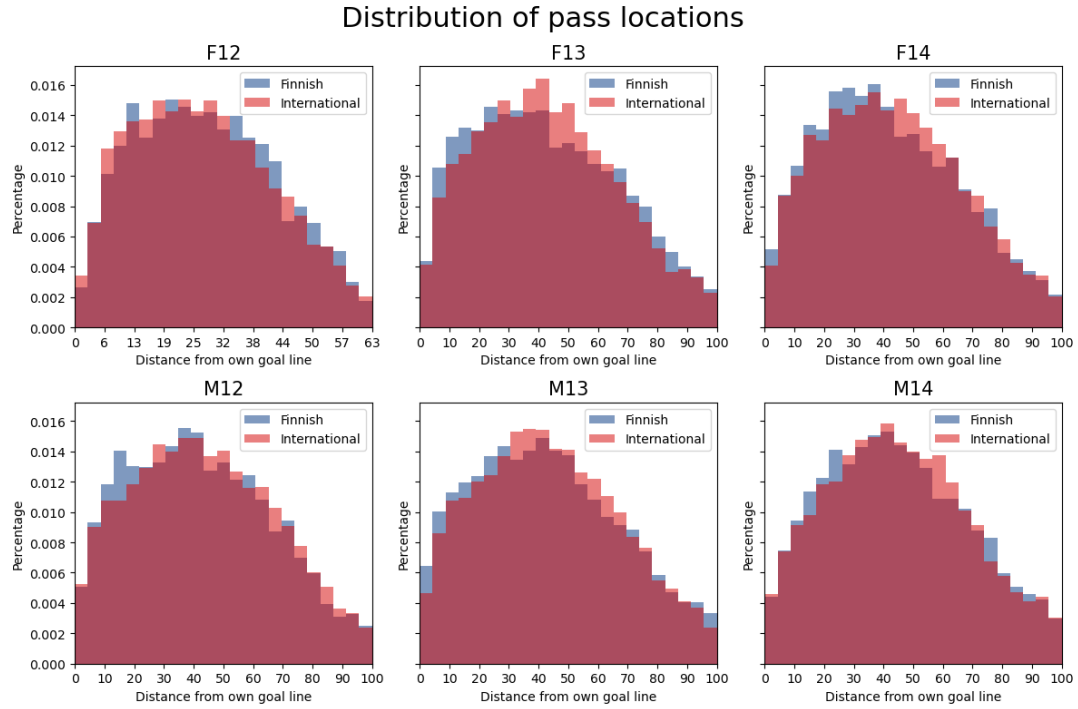 Distribution of pass locations
F12
Finnish
International
0.016
0.014
0.012
0.010
0.008
0.006
0.004
0.002
0.000
Percentage
0 6 13 19 25 32 38 44 50 57 63
Distance from own goal line
F13
Finnish
International
Percentage
0 10 20 30 40 50 60 70 80 90 100
Distance from own goal line
F14
Finnish
International
Percentage
0 10 20 30 40 50 60 70 80 90 100
Distance from own goal line
M12
Finnish
International
0.016
0.014
0.012
0.010
0.008
0.006
0.004
0.002
0.000
Percentage
0 10 20 30 40 50 60 70 80 90 100
Distance from own goal line
M13
Finnish
International
Percentage
0 10 20 30 40 50 60 70 80 90 100
Distance from own goal line
M14
Finnish
International
Percentage
0 10 20 30 40 50 60 70 80 90 100
Distance from own goal line